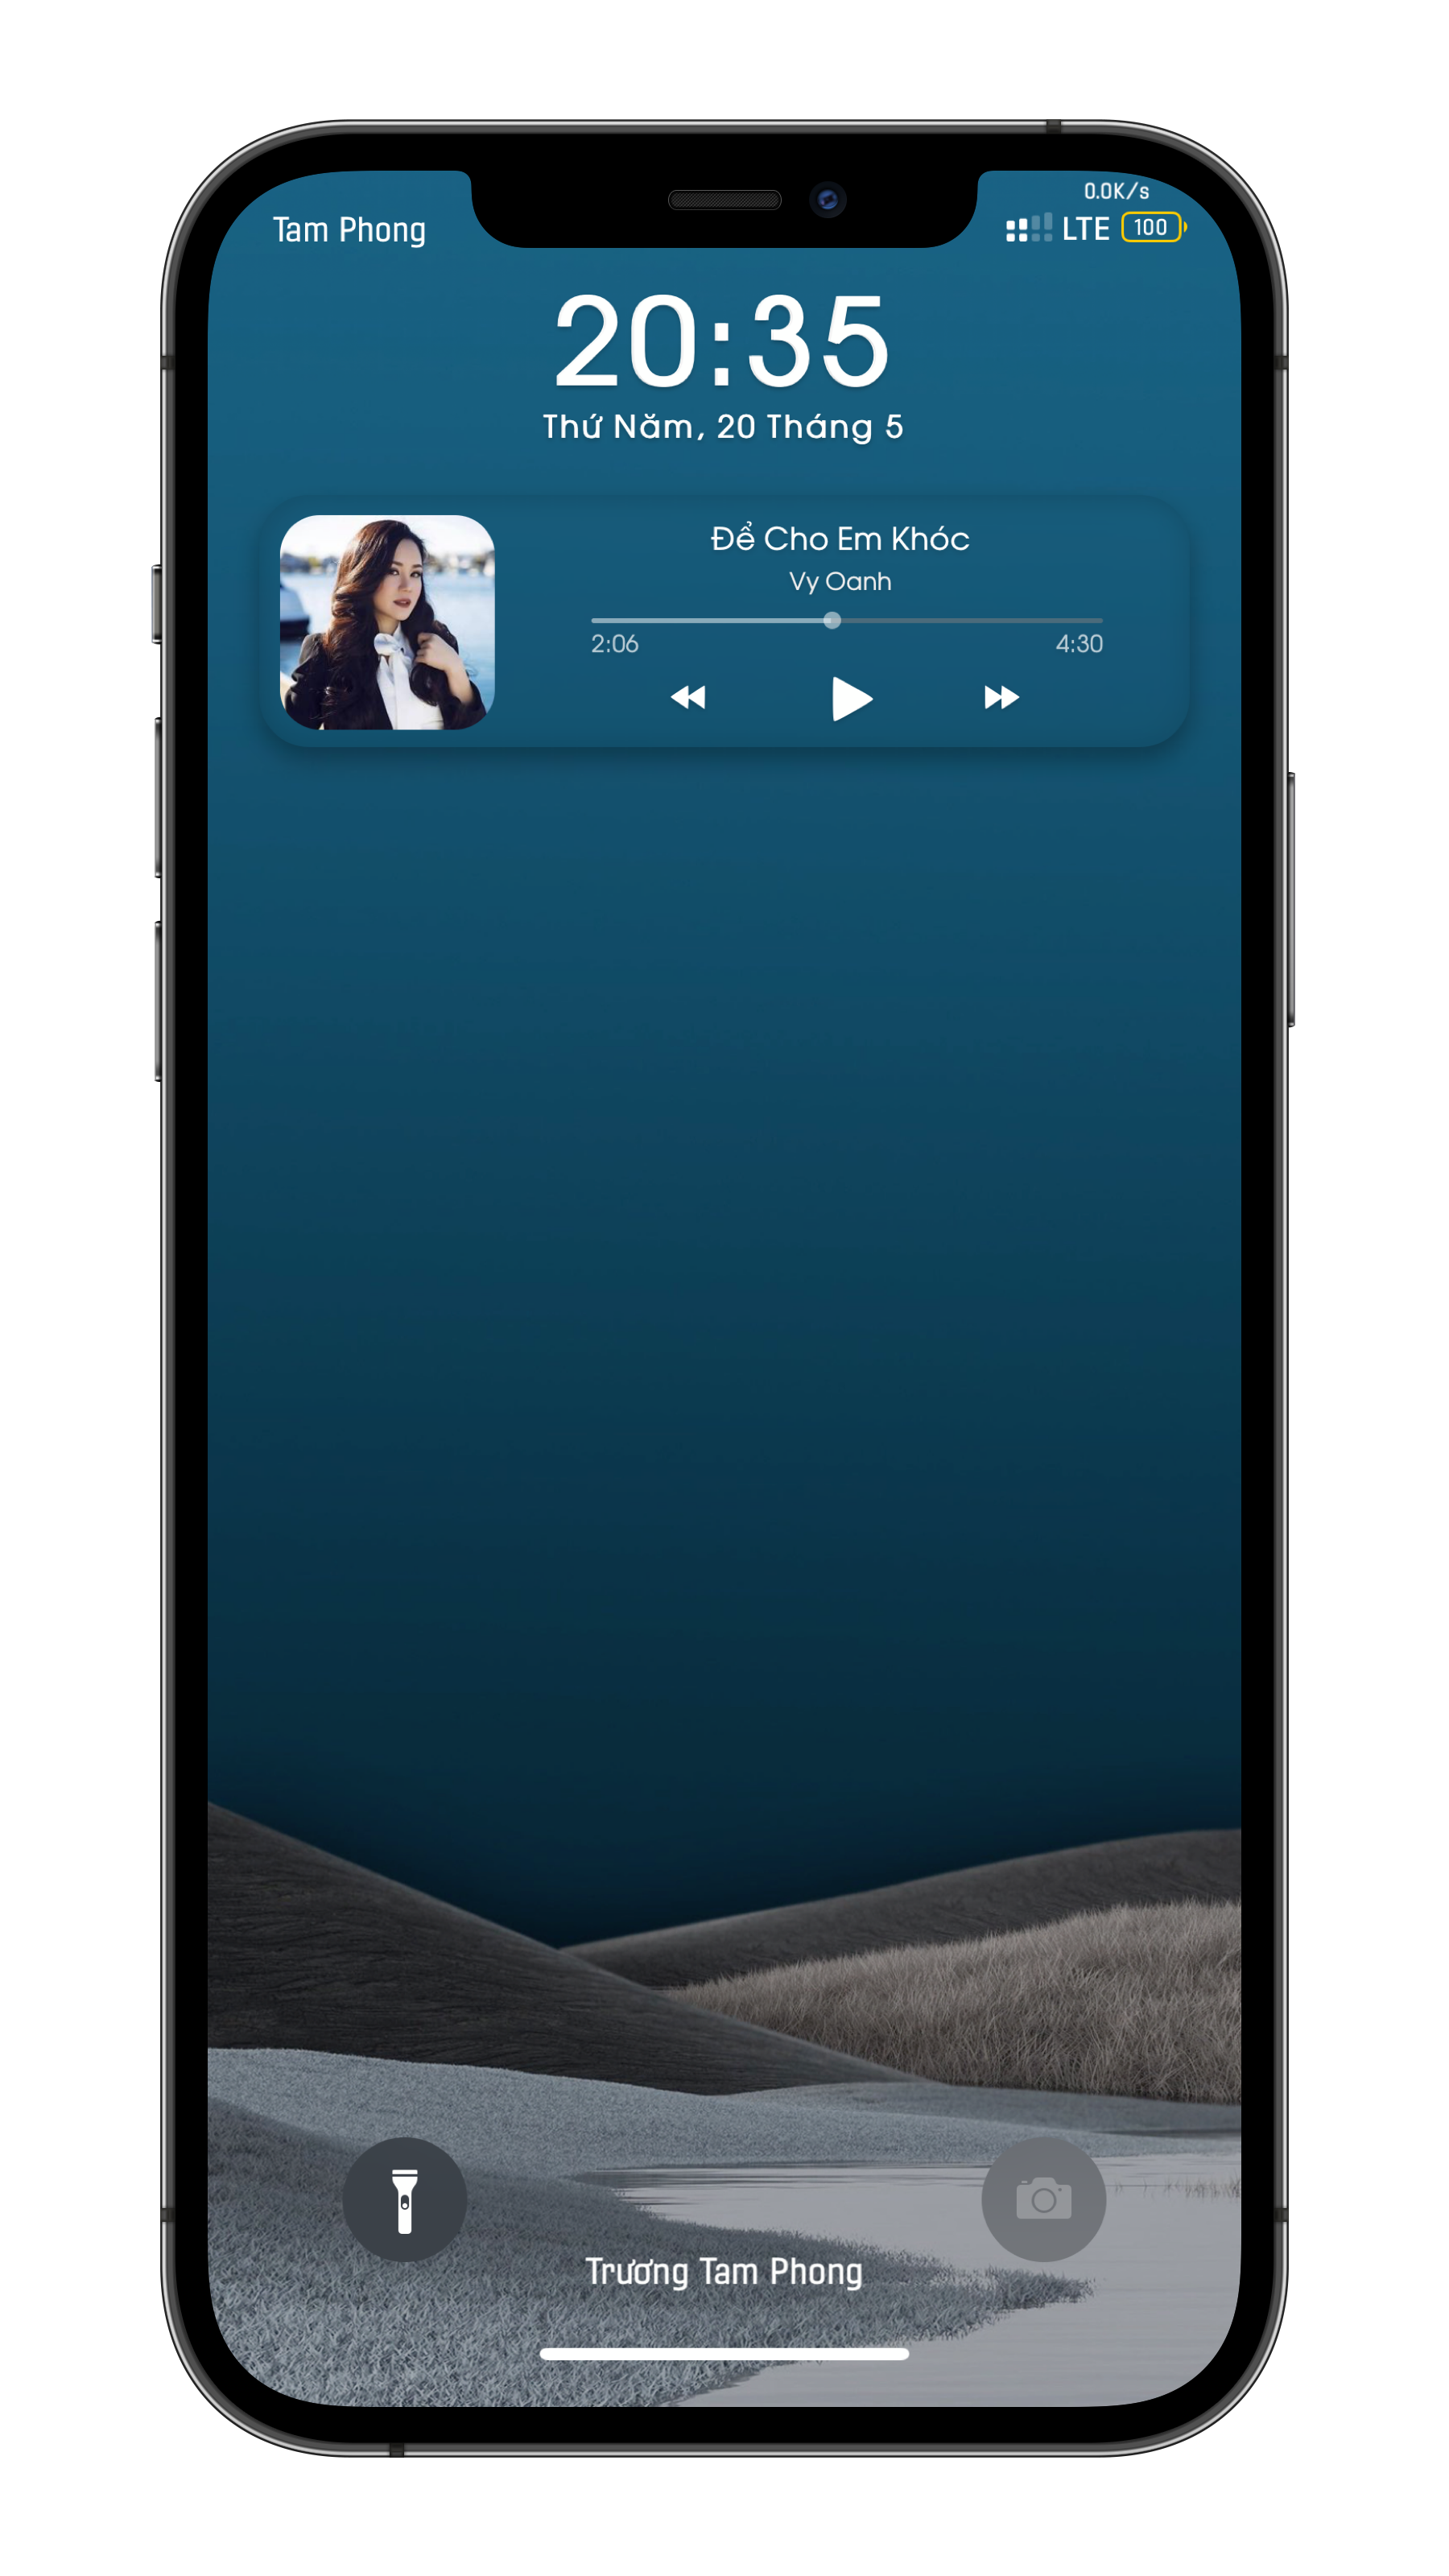 0.0K/s
Tam Phong
LTE 100
20:35
Thứ Năm, 20 Tháng 5
Để Cho Em Khóc
Vy Oanh
2:06 4:30
Trương Tam Phong